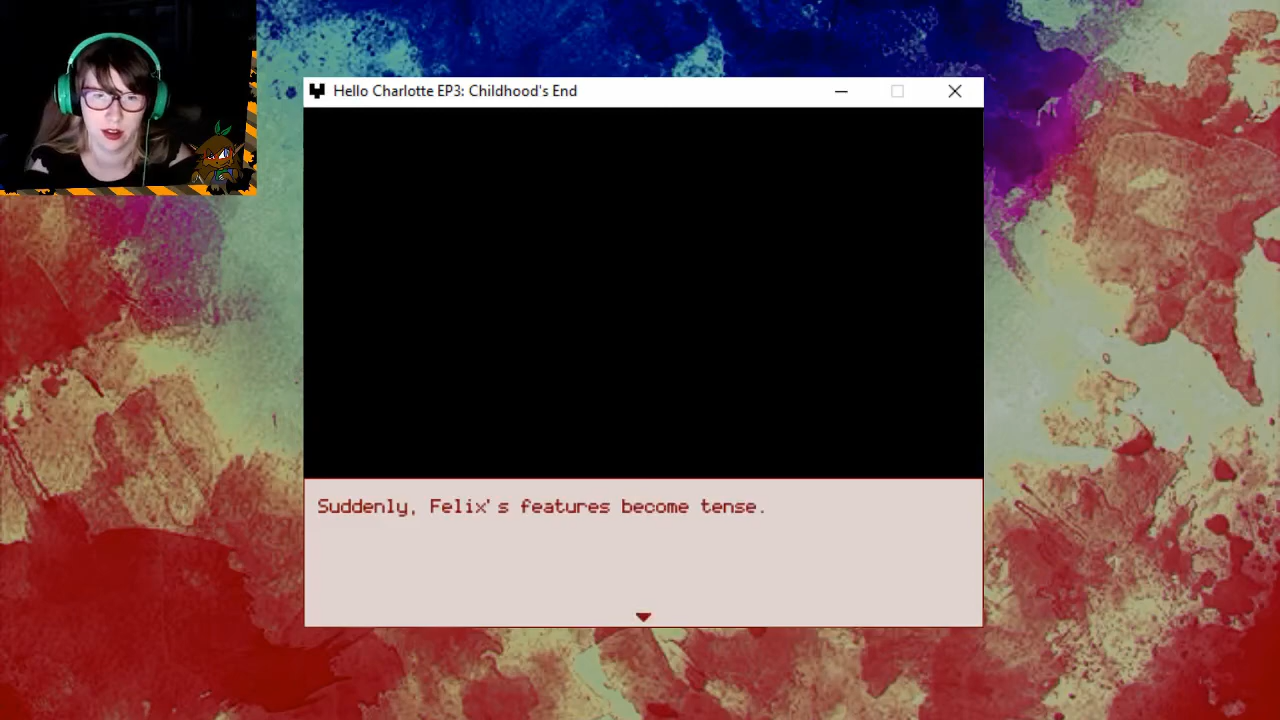 Hello Charlotte EP3: Childhood's End
Suddenly, Felix's features become tense.